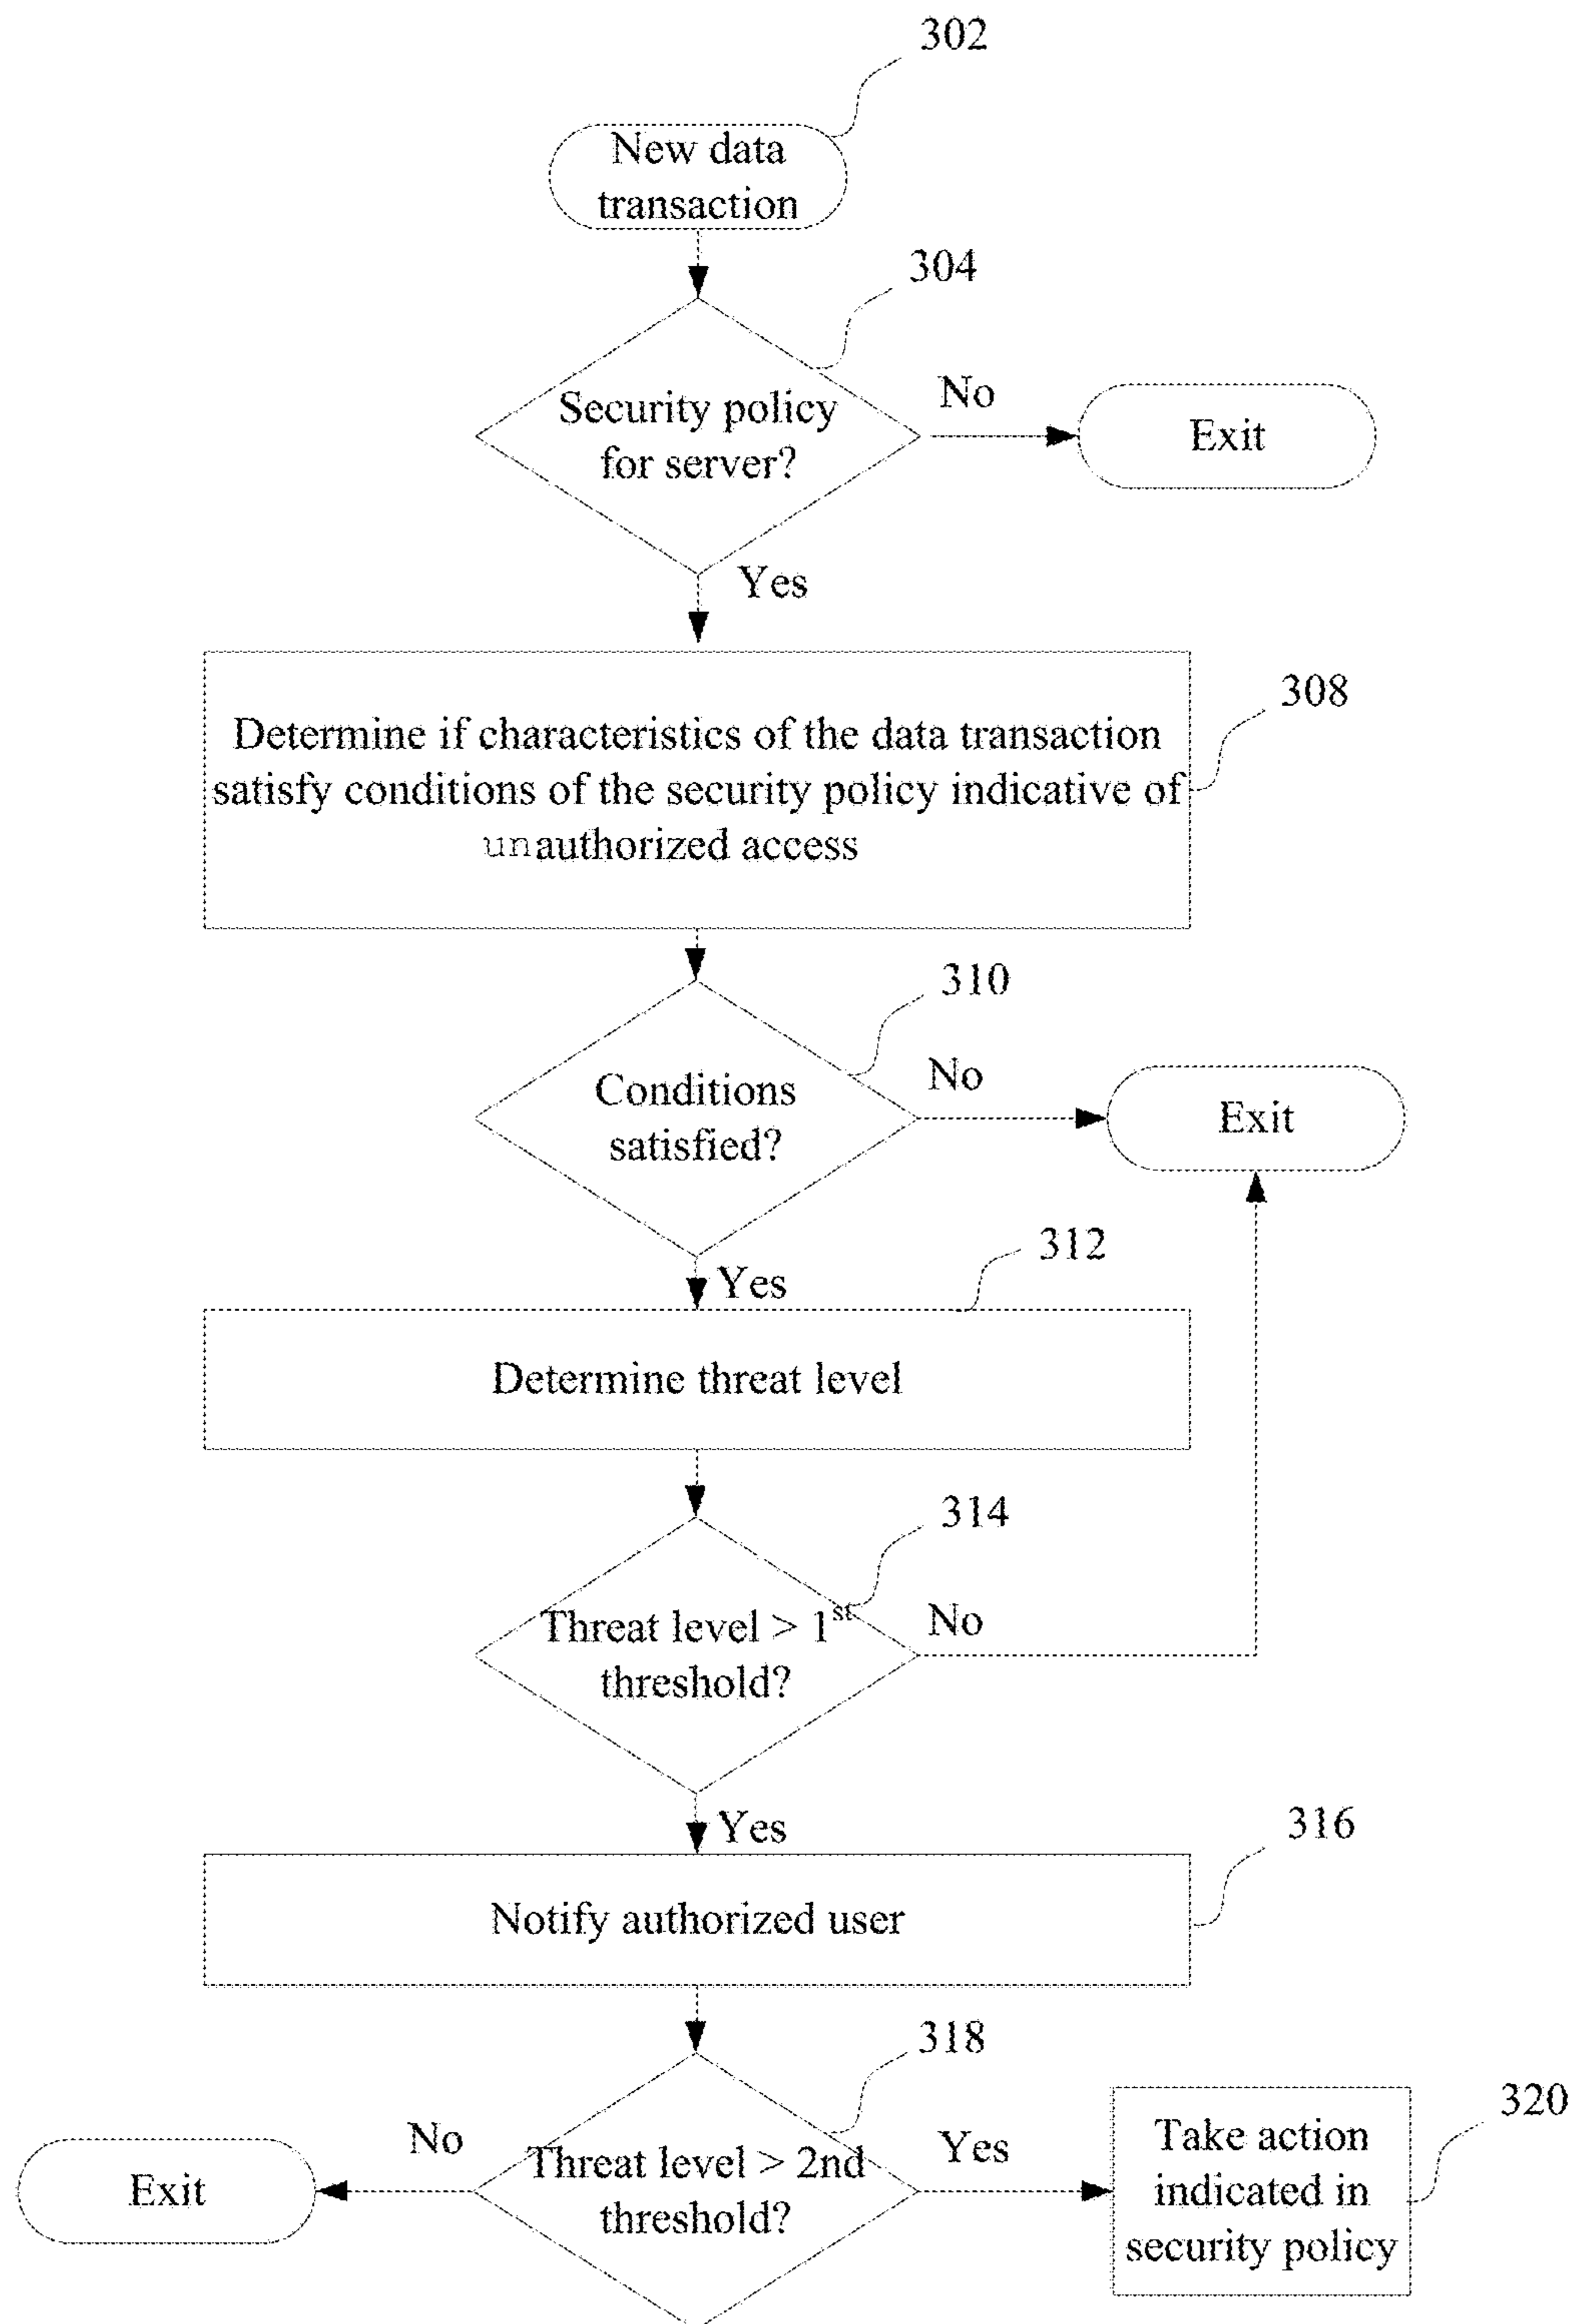 302
New data
transaction
304
Security policy
for server?
No
Exit
Yes
308
Determine if characteristics of the data transaction
satisfy conditions of the security policy indicative of
unauthorized access
310
Conditions
satisfied?
No
Exit
312
Yes
Determine threat level
314
Threat level > 1st
threshold?
No
Yes
316
Notify authorized user
318
320
No
Threat level > 2nd
threshold?
Yes
Exit
Take action
indicated in
security policy